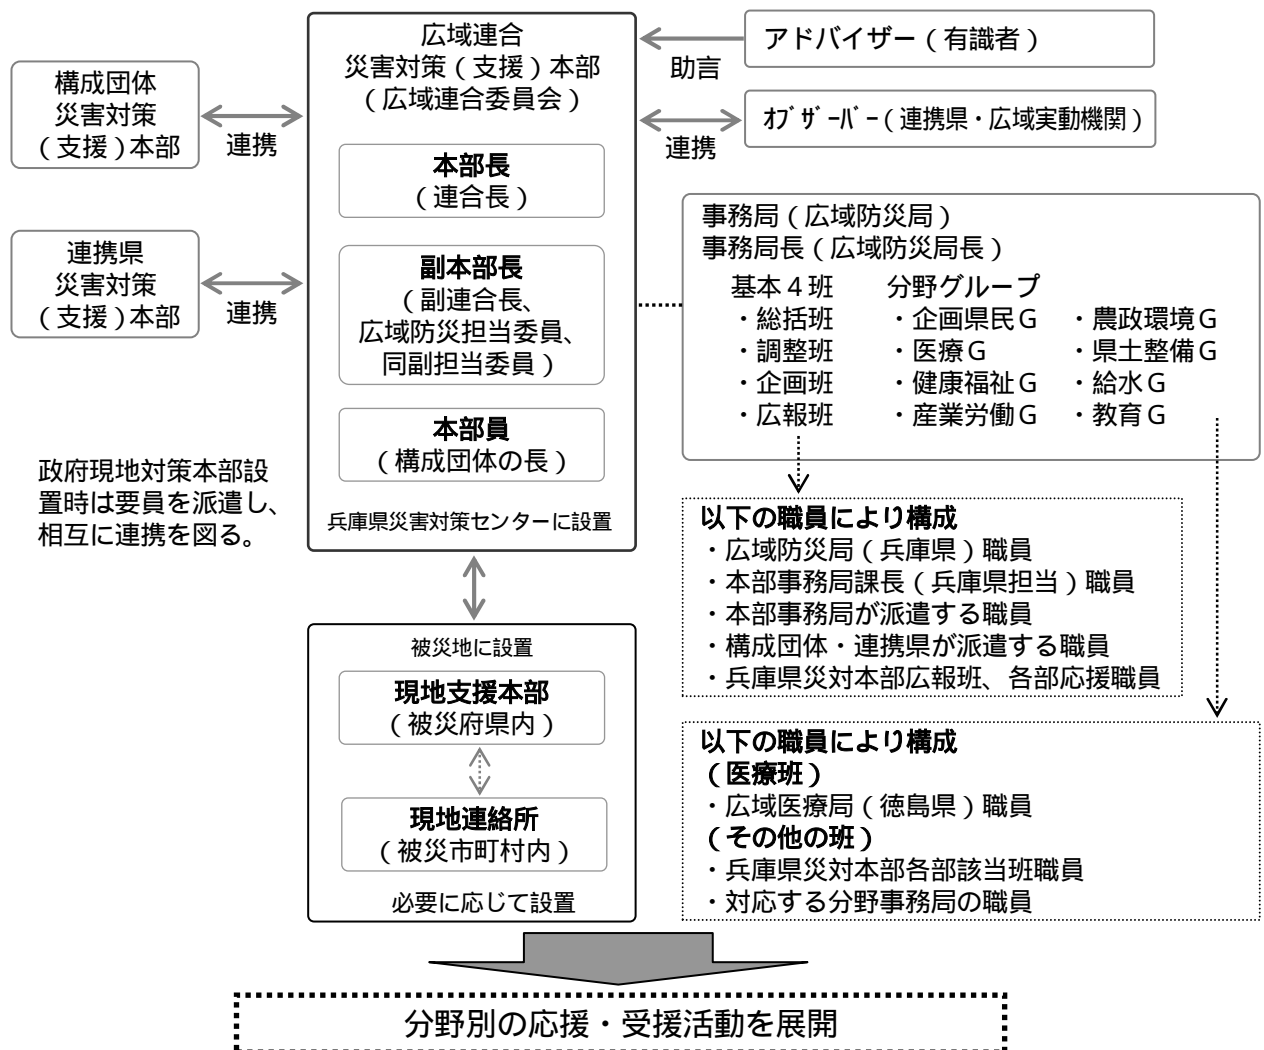 広域連合
災害対策（支援）本部
（広域連合委員会）
本部長
（連合長）
副本部長
（副連合長、
広域防災担当委員、
同副担当委員）
本部員
（構成団体の長）
兵庫県災害対策センターに設置
構成団体
災害対策
（支援）本部
連携
連携県
災害対策
（支援）本部
連携
政府現地対策本部設
置時は要員を派遣し、
相互に連携を図る。
アドバイザー（有識者）
助言
ｵﾌﾞｻﾞｰﾊﾞｰ（連携県・広域実動機関）
連携
事務局（広域防災局）
事務局長（広域防災局長）
基本４班
・総括班
・調整班
・企画班
・広報班
分野グループ
・企画県民Ｇ
・医療Ｇ
・健康福祉Ｇ
・産業労働Ｇ
・農政環境Ｇ
・県土整備Ｇ
・給水Ｇ
・教育Ｇ
以下の職員により構成
・広域防災局（兵庫県）職員
・本部事務局課長（兵庫県担当）職員
・本部事務局が派遣する職員
・構成団体・連携県が派遣する職員
・兵庫県災対本部広報班、各部応援職員
以下の職員により構成
（医療班）
・広域医療局（徳島県）職員
（その他の班）
・兵庫県災対本部各部該当班職員
・対応する分野事務局の職員
被災地に設置
現地支援本部
（被災府県内）
現地連絡所
（被災市町村内）
必要に応じて設置
分野別の応援・受援活動を展開